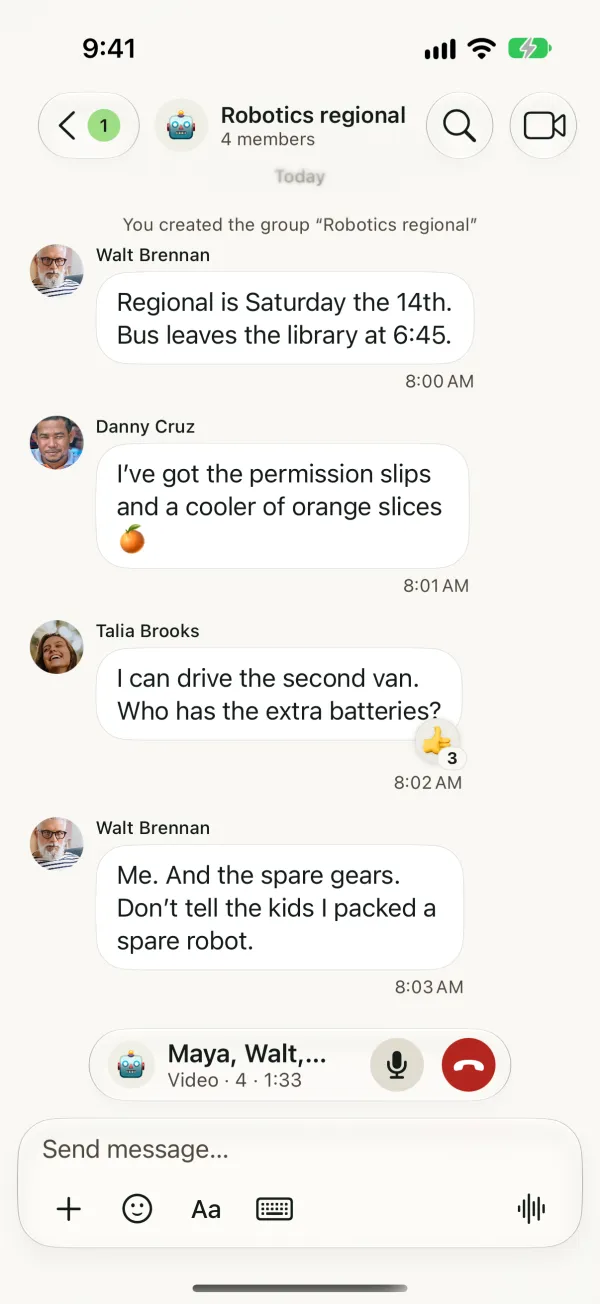 9:41
1
Robotics regional
4 members
Today
You created the group “Robotics regional”
Walt Brennan
Regional is Saturday the 14th.
Bus leaves the library at 6:45.
8:00 AM
Danny Cruz
I’ve got the permission slips
and a cooler of orange slices
🍊
8:01 AM
Talia Brooks
I can drive the second van.
Who has the extra batteries?
👍 3
8:02 AM
Walt Brennan
Me. And the spare gears.
Don’t tell the kids I packed a
spare robot.
8:03 AM
Maya, Walt,...
Video · 4 · 1:33
Send message...
Aa